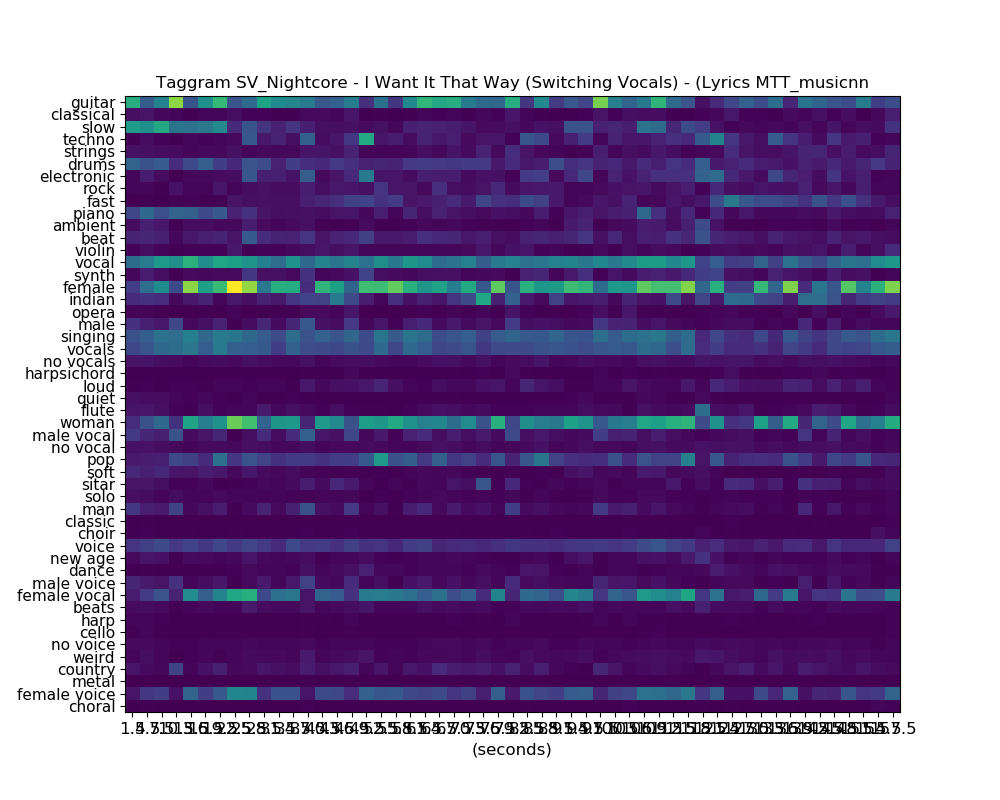 Taggram SV_Nightcore - I Want It That Way (Switching Vocals) - (Lyrics MTT_musicnn
guitar
classical
slow
techno
strings
drums
electronic
rock
fast
piano
ambient
beat
violin
vocal
synth
female
indian
opera
male
singing
vocals
no vocals
harpsichord
loud
quiet
flute
woman
male vocal
no vocal
pop
soft
sitar
solo
man
classic
choir
voice
new age
dance
male voice
female vocal
beats
harp
cello
no voice
weird
country
metal
female voice
choral
(seconds)